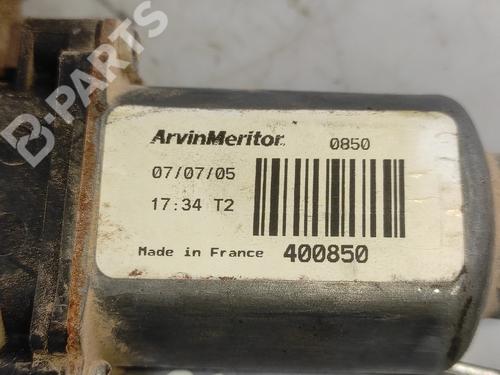 B-PARTS
ArvinMeritor. 0850
07/07/05
17:34 T2
Made in France 400850